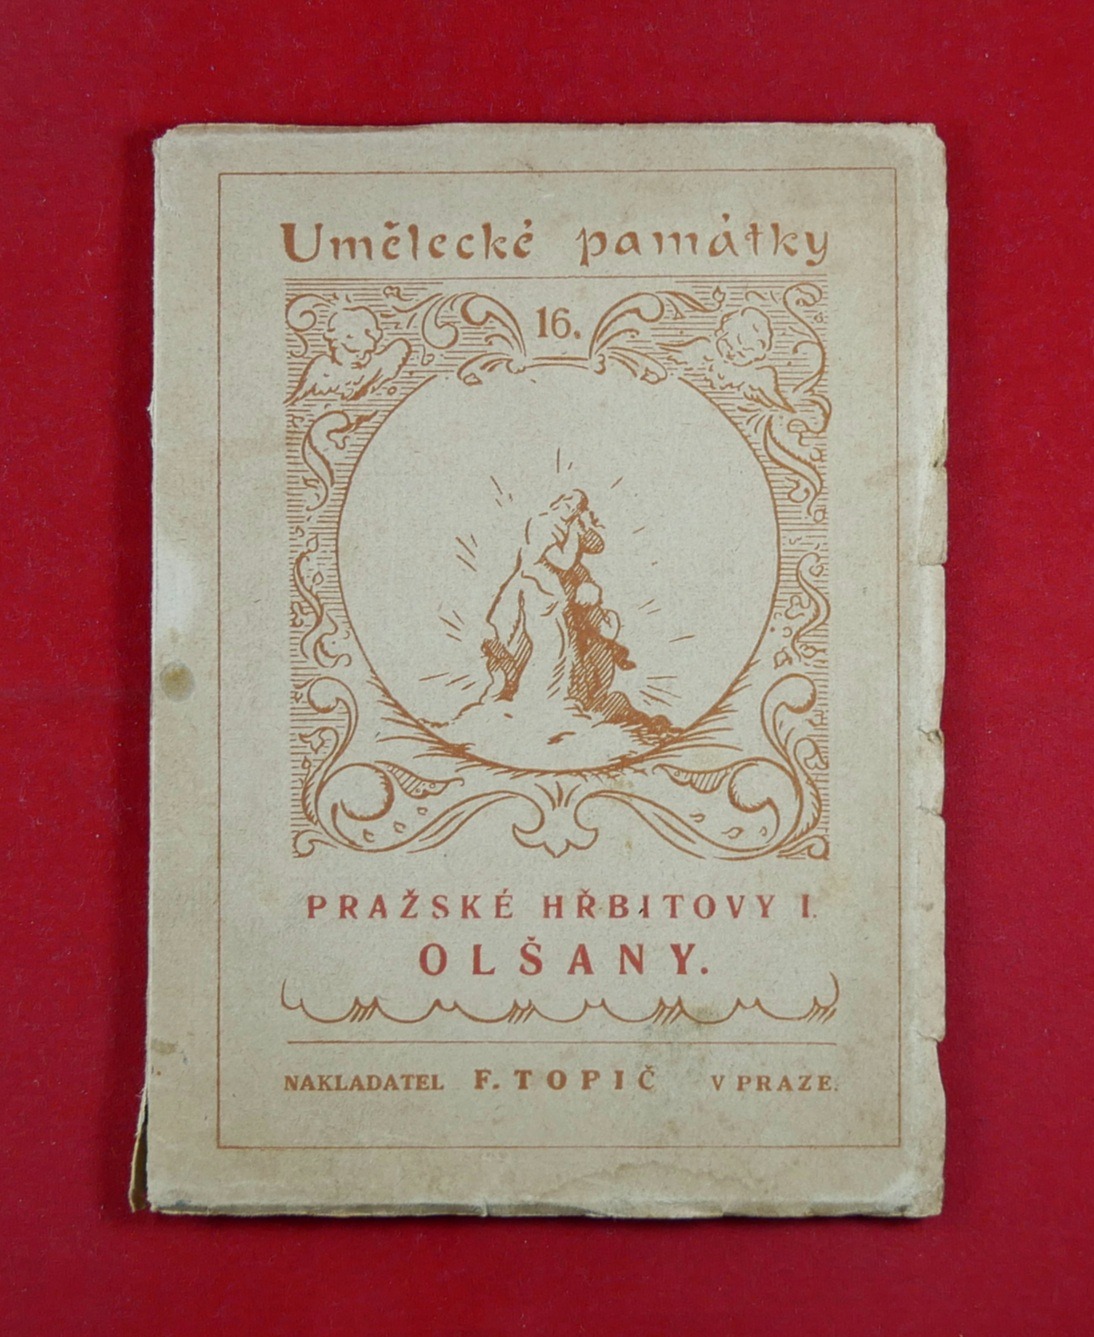 Umělecké památky
16.
PRAŽSKÉ HŘBITOVY I.
OLŠANY.
NAKLADATEL F. TOPIČ V PRAZE.